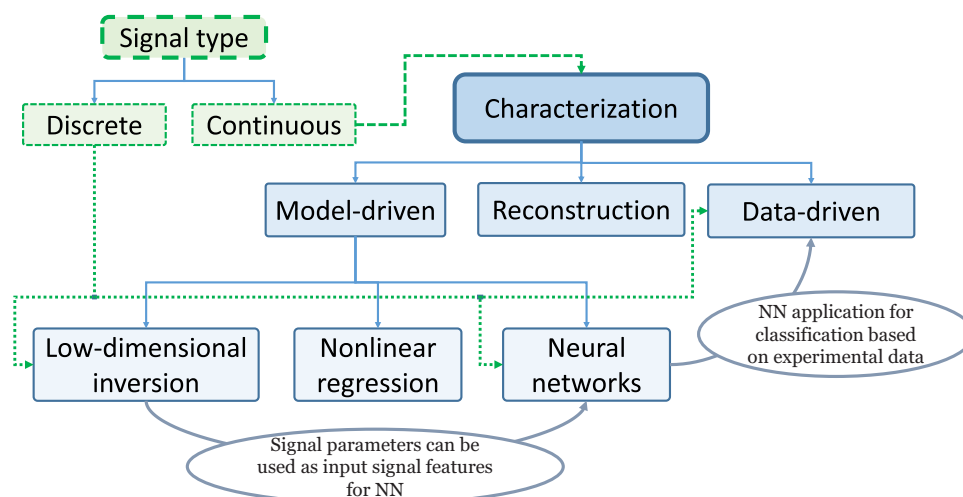 Signal type
Discrete
Continuous
Characterization
Model-driven
Reconstruction
Data-driven
Low-dimensional
inversion
Nonlinear
regression
Neural
networks
NN application for
classification based
on experimental data
Signal parameters can be
used as input signal features
for NN